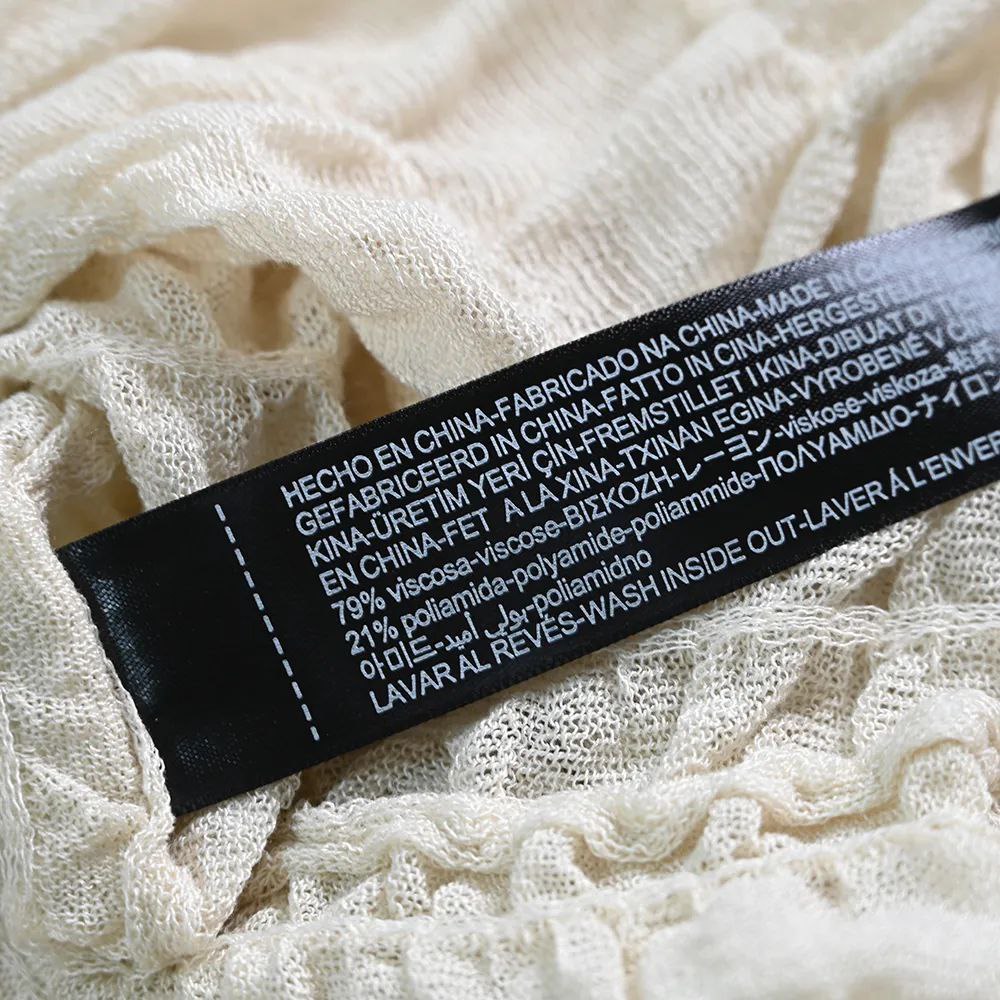 HECHO EN CHINA-FABRICADO NA CHINA-MADE IN
GEFABRICEERD IN CHINA-FATTO IN CINA-HERGESTELLT
KINA-ÜRETİM YERİ ÇİN-FREMSTILLET I KINA-DIBUAT DI
EN CHINA-FET A LA XINA-TXINAN EGINA-VYROBENÉ V
79% viscosa-viscose-ΒΙΣΚΟΖΗ-レーヨン-viskose-viskoza-
21% poliamida-polyamide-poliammide-ΠΟΛΥΑΜΙΔΙΟ-ナイロン
아미드-بولي أميد-poliamidno
LAVAR AL REVÉS-WASH INSIDE OUT-LAVER Á L'ENVER